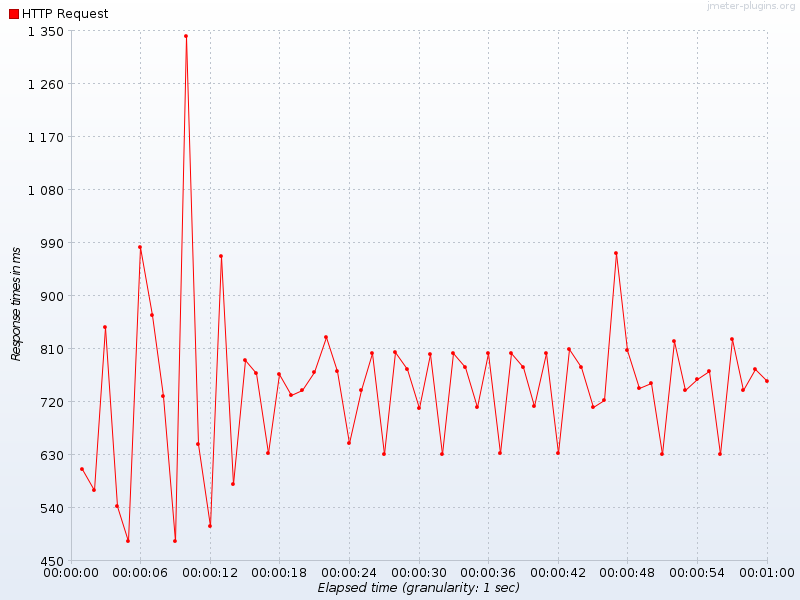 jmeter-plugins.org
HTTP Request
1 350
1 260
1 170
1 080
990
900
810
720
630
540
450
Response times in ms
00:00:00 00:00:06 00:00:12 00:00:18 00:00:24 00:00:30 00:00:36 00:00:42 00:00:48 00:00:54 00:01:00
Elapsed time (granularity: 1 sec)